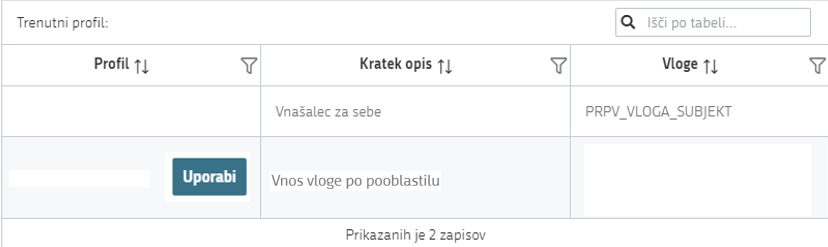 Trenutni profil:
Išči po tabeli...
Profil
Kratek opis
Vloge
Vnašalec za sebe
PRPV_VLOGA_SUBJEKT
Uporabi
Vnos vloge po pooblastilu
Prikazanih je 2 zapisov